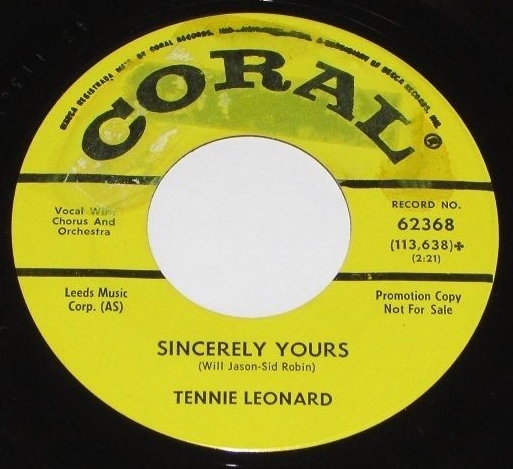 CORAL®
Vocal With
Chorus And
Orchestra
RECORD NO.
62368
(113,638)✤
(2:21)
Leeds Music
Corp. (AS)
Promotion Copy
Not For Sale
SINCERELY YOURS
(Will Jason-Sid Robin)
TENNIE LEONARD